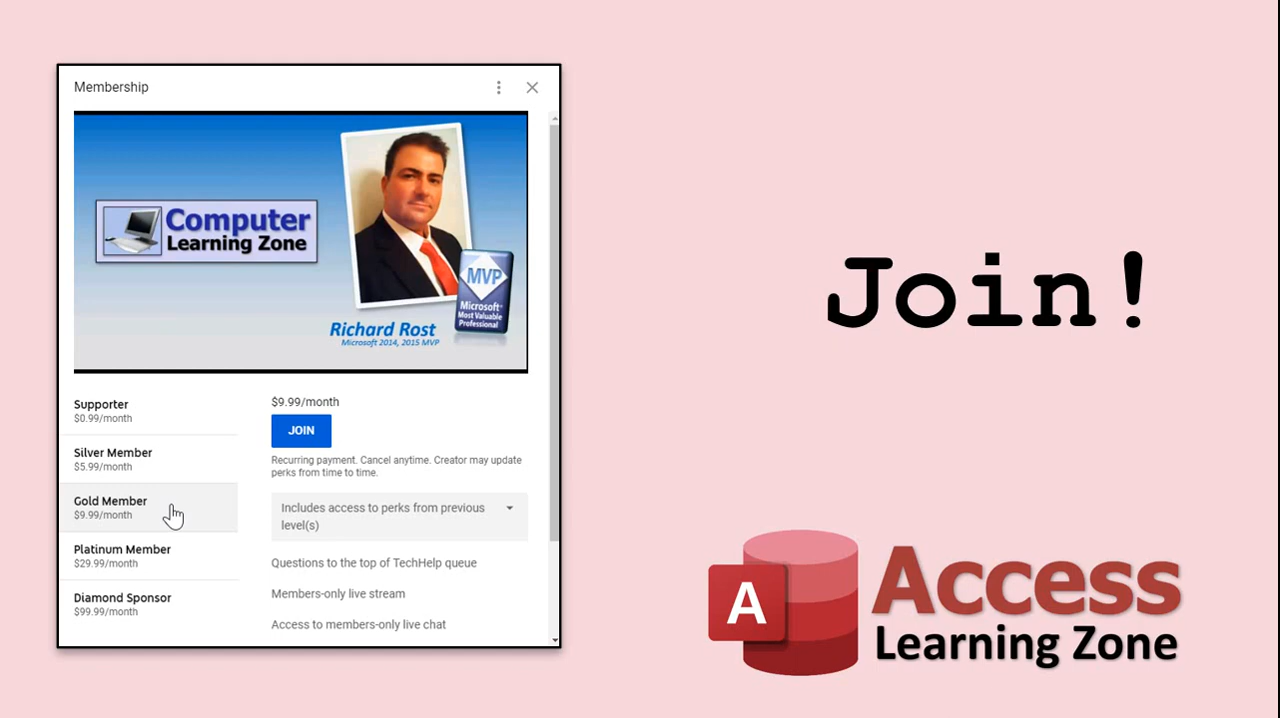 Membership
Computer
Learning Zone
MVP
Microsoft®
Most Valuable
Professional
Richard Rost
Microsoft 2014, 2015 MVP
Supporter
$0.99/month
Silver Member
$5.99/month
Gold Member
$9.99/month
Platinum Member
$29.99/month
Diamond Sponsor
$99.99/month
$9.99/month
JOIN
Recurring payment. Cancel anytime. Creator may update
perks from time to time.
Includes access to perks from previous
level(s)
Questions to the top of TechHelp queue
Members-only live stream
Access to members-only live chat
Join!
A
Access
Learning Zone